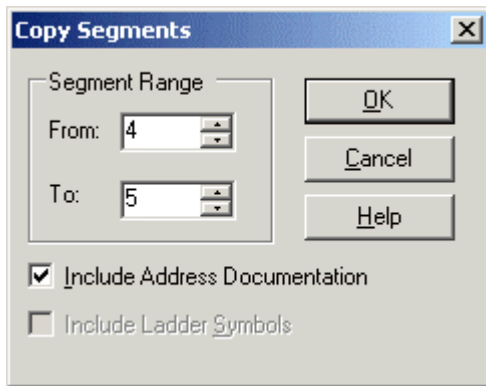 Copy Segments
Segment Range
From: 4
To: 5
OK
Cancel
Help
Include Address Documentation
Include Ladder Symbols